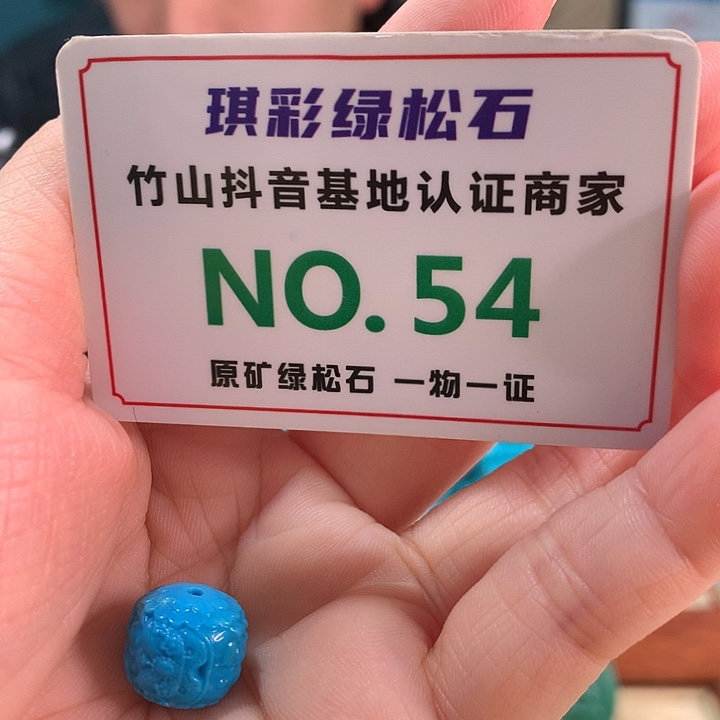 琪彩绿松石
竹山抖音基地认证商家
NO. 54
原矿绿松石 一物一证